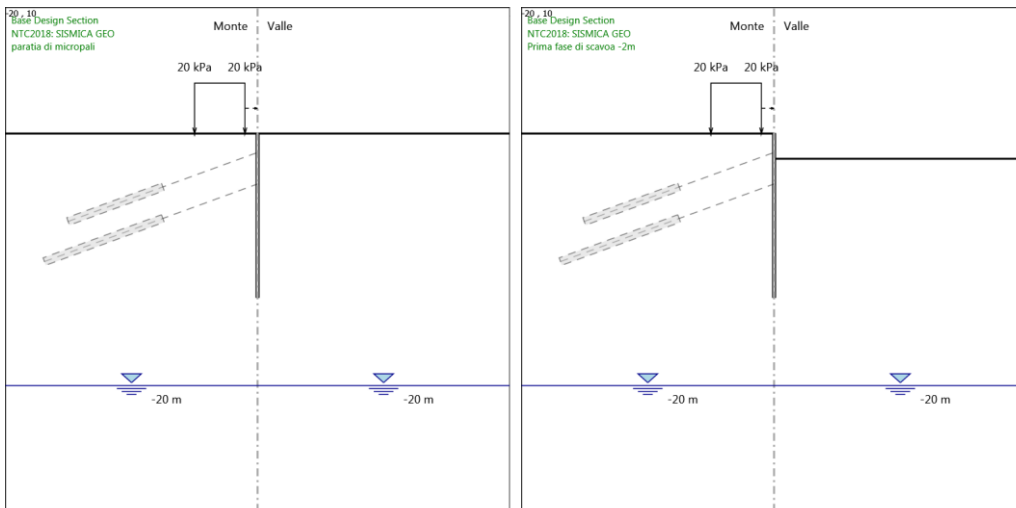 -20 , 10
Base Design Section
NTC2018: SISMICA GEO
paratia di micropali
Monte
Valle
20 kPa
20 kPa
-20 m
-20 m
-20 , 10
Base Design Section
NTC2018: SISMICA GEO
Prima fase di scavoa -2m
Monte
Valle
20 kPa
20 kPa
-20 m
-20 m